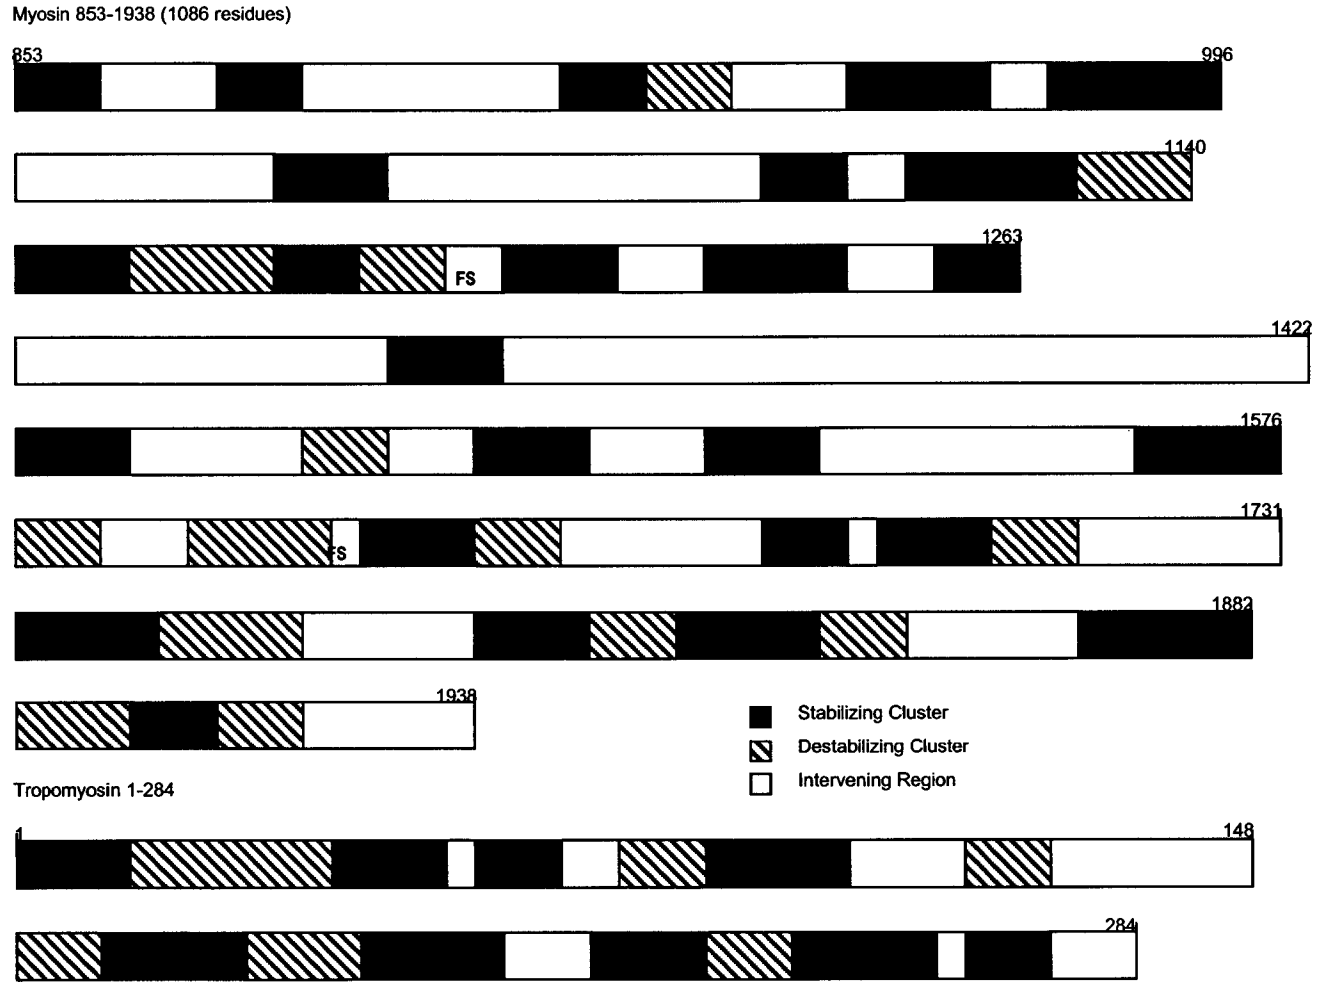 Myosin 853-1938 (1086 residues)
853 996
1140
1263
FS
1422
1576
1731
FS
1882
1938
Stabilizing Cluster
Destabilizing Cluster
Intervening Region
Tropomyosin 1-284
1 148
284